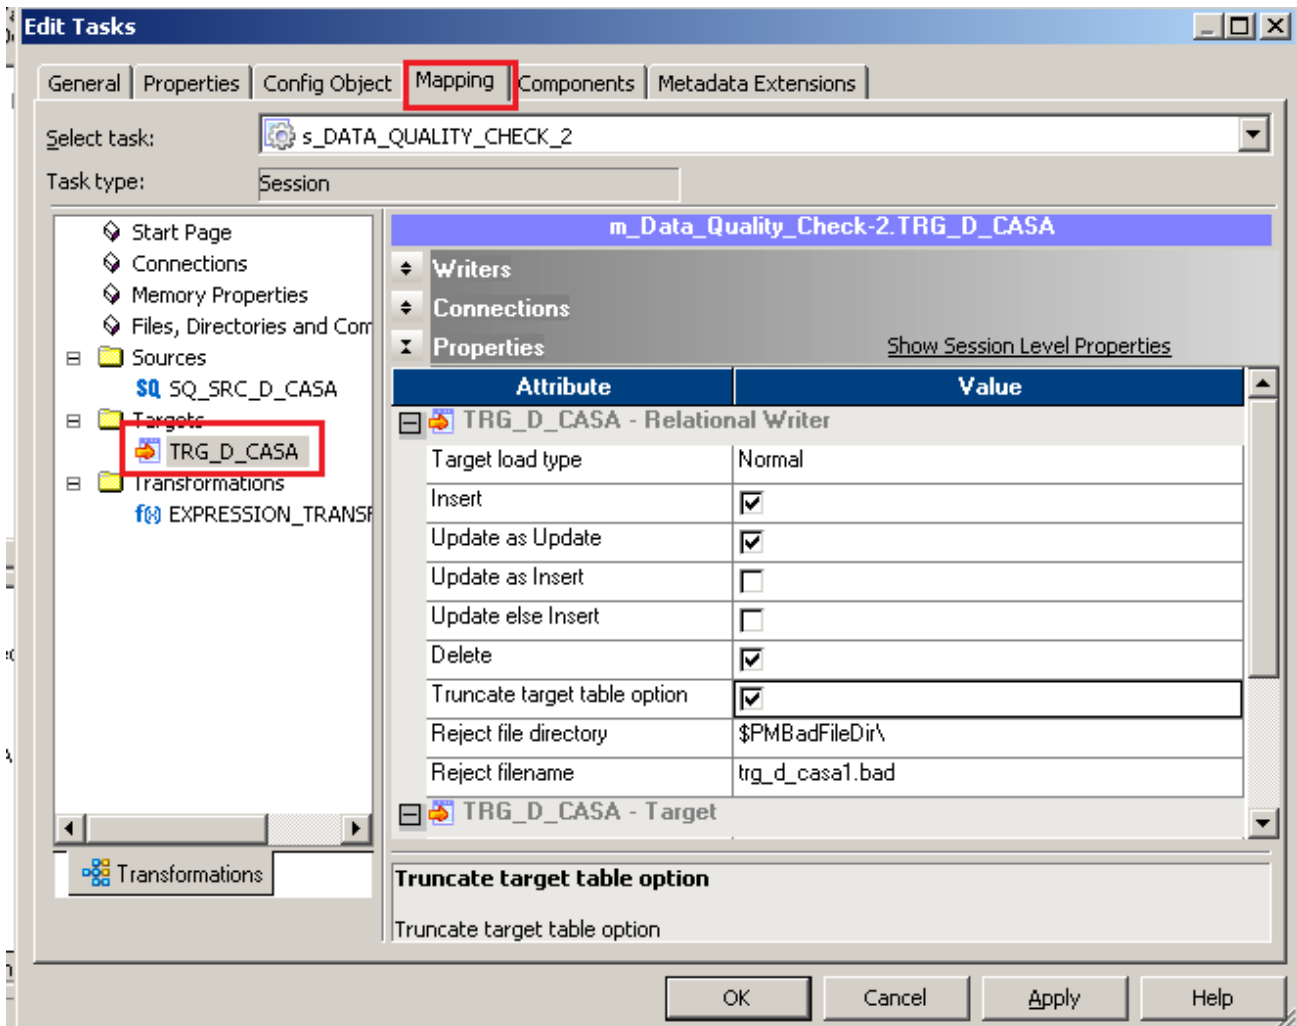 Edit Tasks
General Properties Config Object Mapping Components Metadata Extensions
Select task: s_DATA_QUALITY_CHECK_2
Task type: Session
Start Page
Connections
Memory Properties
Files, Directories and Com
Sources
SQ SQ_SRC_D_CASA
Targets
TRG_D_CASA
Transformations
f(x) EXPRESSION_TRANSF
Transformations
m_Data_Quality_Check-2.TRG_D_CASA
Writers
Connections
Properties Show Session Level Properties
Attribute Value
TRG_D_CASA - Relational Writer
Target load type Normal
Insert
Update as Update
Update as Insert
Update else Insert
Delete
Truncate target table option
Reject file directory $PMBadFileDir\
Reject filename trg_d_casa1.bad
TRG_D_CASA - Target
Truncate target table option
Truncate target table option
OK Cancel Apply Help